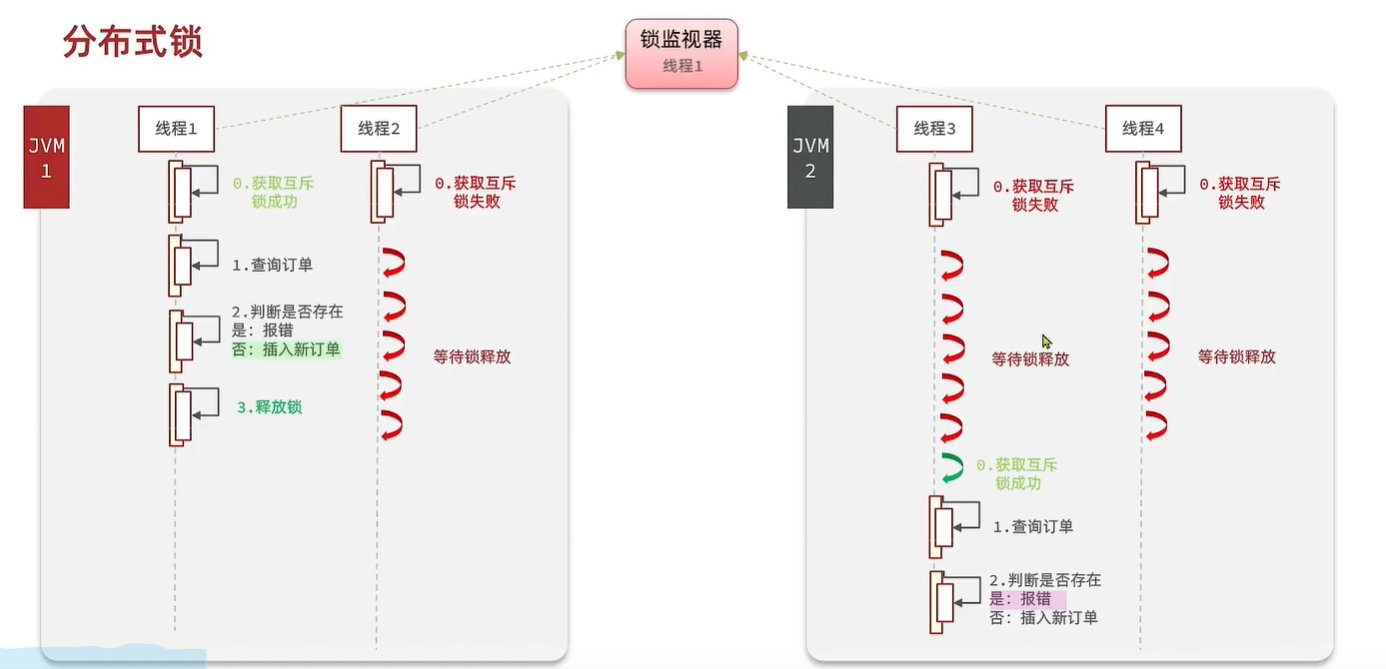 分布式锁
锁监视器
线程1
JVM
1
线程1
线程2
0.获取互斥
锁成功
0.获取互斥
锁失败
1.查询订单
2.判断是否存在
是：报错
否：插入新订单
等待锁释放
3.释放锁
JVM
2
线程3
线程4
0.获取互斥
锁失败
0.获取互斥
锁失败
等待锁释放
等待锁释放
0.获取互斥
锁成功
1.查询订单
2.判断是否存在
是：报错
否：插入新订单